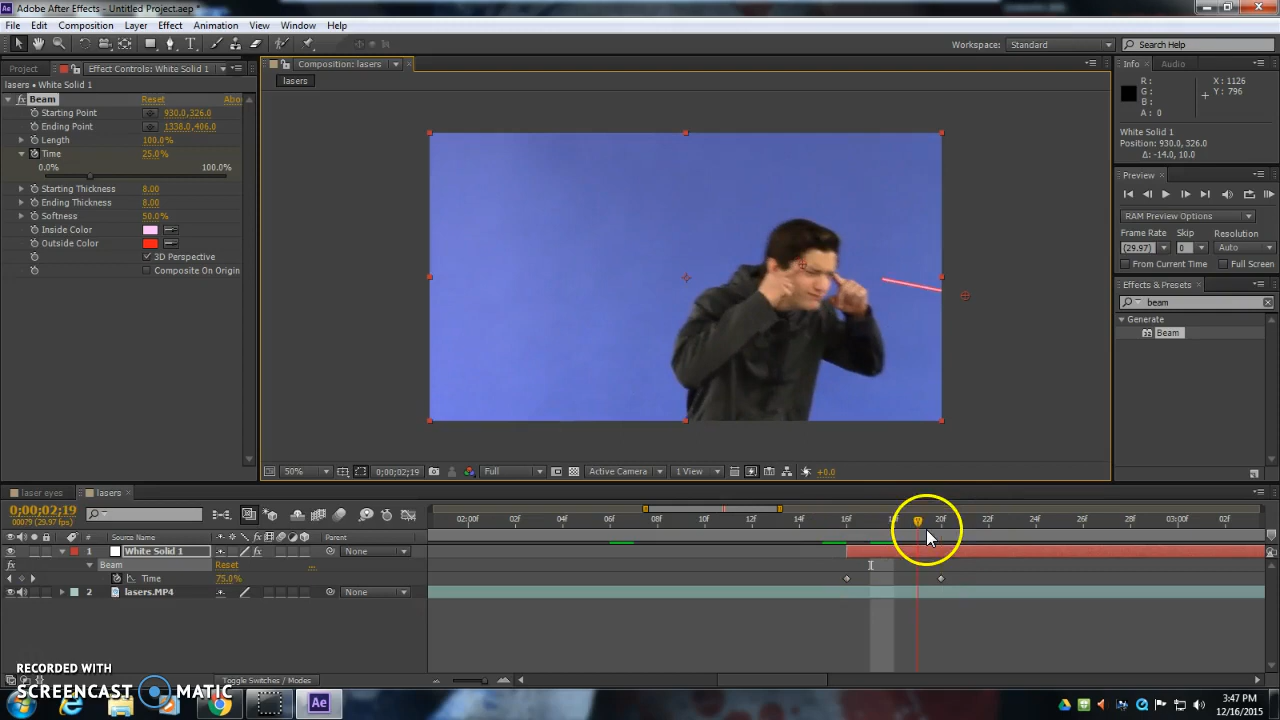 Adobe After Effects - Untitled Project.aep *
File Edit Composition Layer Effect Animation View Window Help
Workspace: Standard Search Help
Project Effect Controls: White Solid 1 Composition: lasers Info Audio
lasers • White Solid 1 lasers
fx Beam Reset Abo
Starting Point 930.0,326.0
Ending Point 1338.0,406.0
Length 100.0%
Time 25.0%
0.0% 100.0%
Starting Thickness 8.00
Ending Thickness 8.00
Softness 50.0%
Inside Color
Outside Color
3D Perspective
Composite On Origin
R :
G :
B :
A : 0
X : 1126
Y : 796
White Solid 1
Position: 930.0, 326.0
Δ: -14.0, 10.0
Preview
RAM Preview Options
Frame Rate Skip Resolution
(29.97) 0 Auto
From Current Time Full Screen
Effects & Presets
beam
Generate
Beam
50% 0;00;02;19 Full Active Camera 1 View +0.0
laser eyes lasers
0;00;02;19
00079 (29.97 fps)
02:00f 02f 04f 06f 08f 10f 12f 14f 16f 18f 20f 22f 24f 26f 28f 03:00f 02f
# Source Name Parent
1 White Solid 1 None
fx Beam Reset ...
Time 75.0%
2 lasers.MP4 None
Toggle Switches / Modes
RECORDED WITH
SCREENCAST MATIC
Ae
3:47 PM
12/16/2015